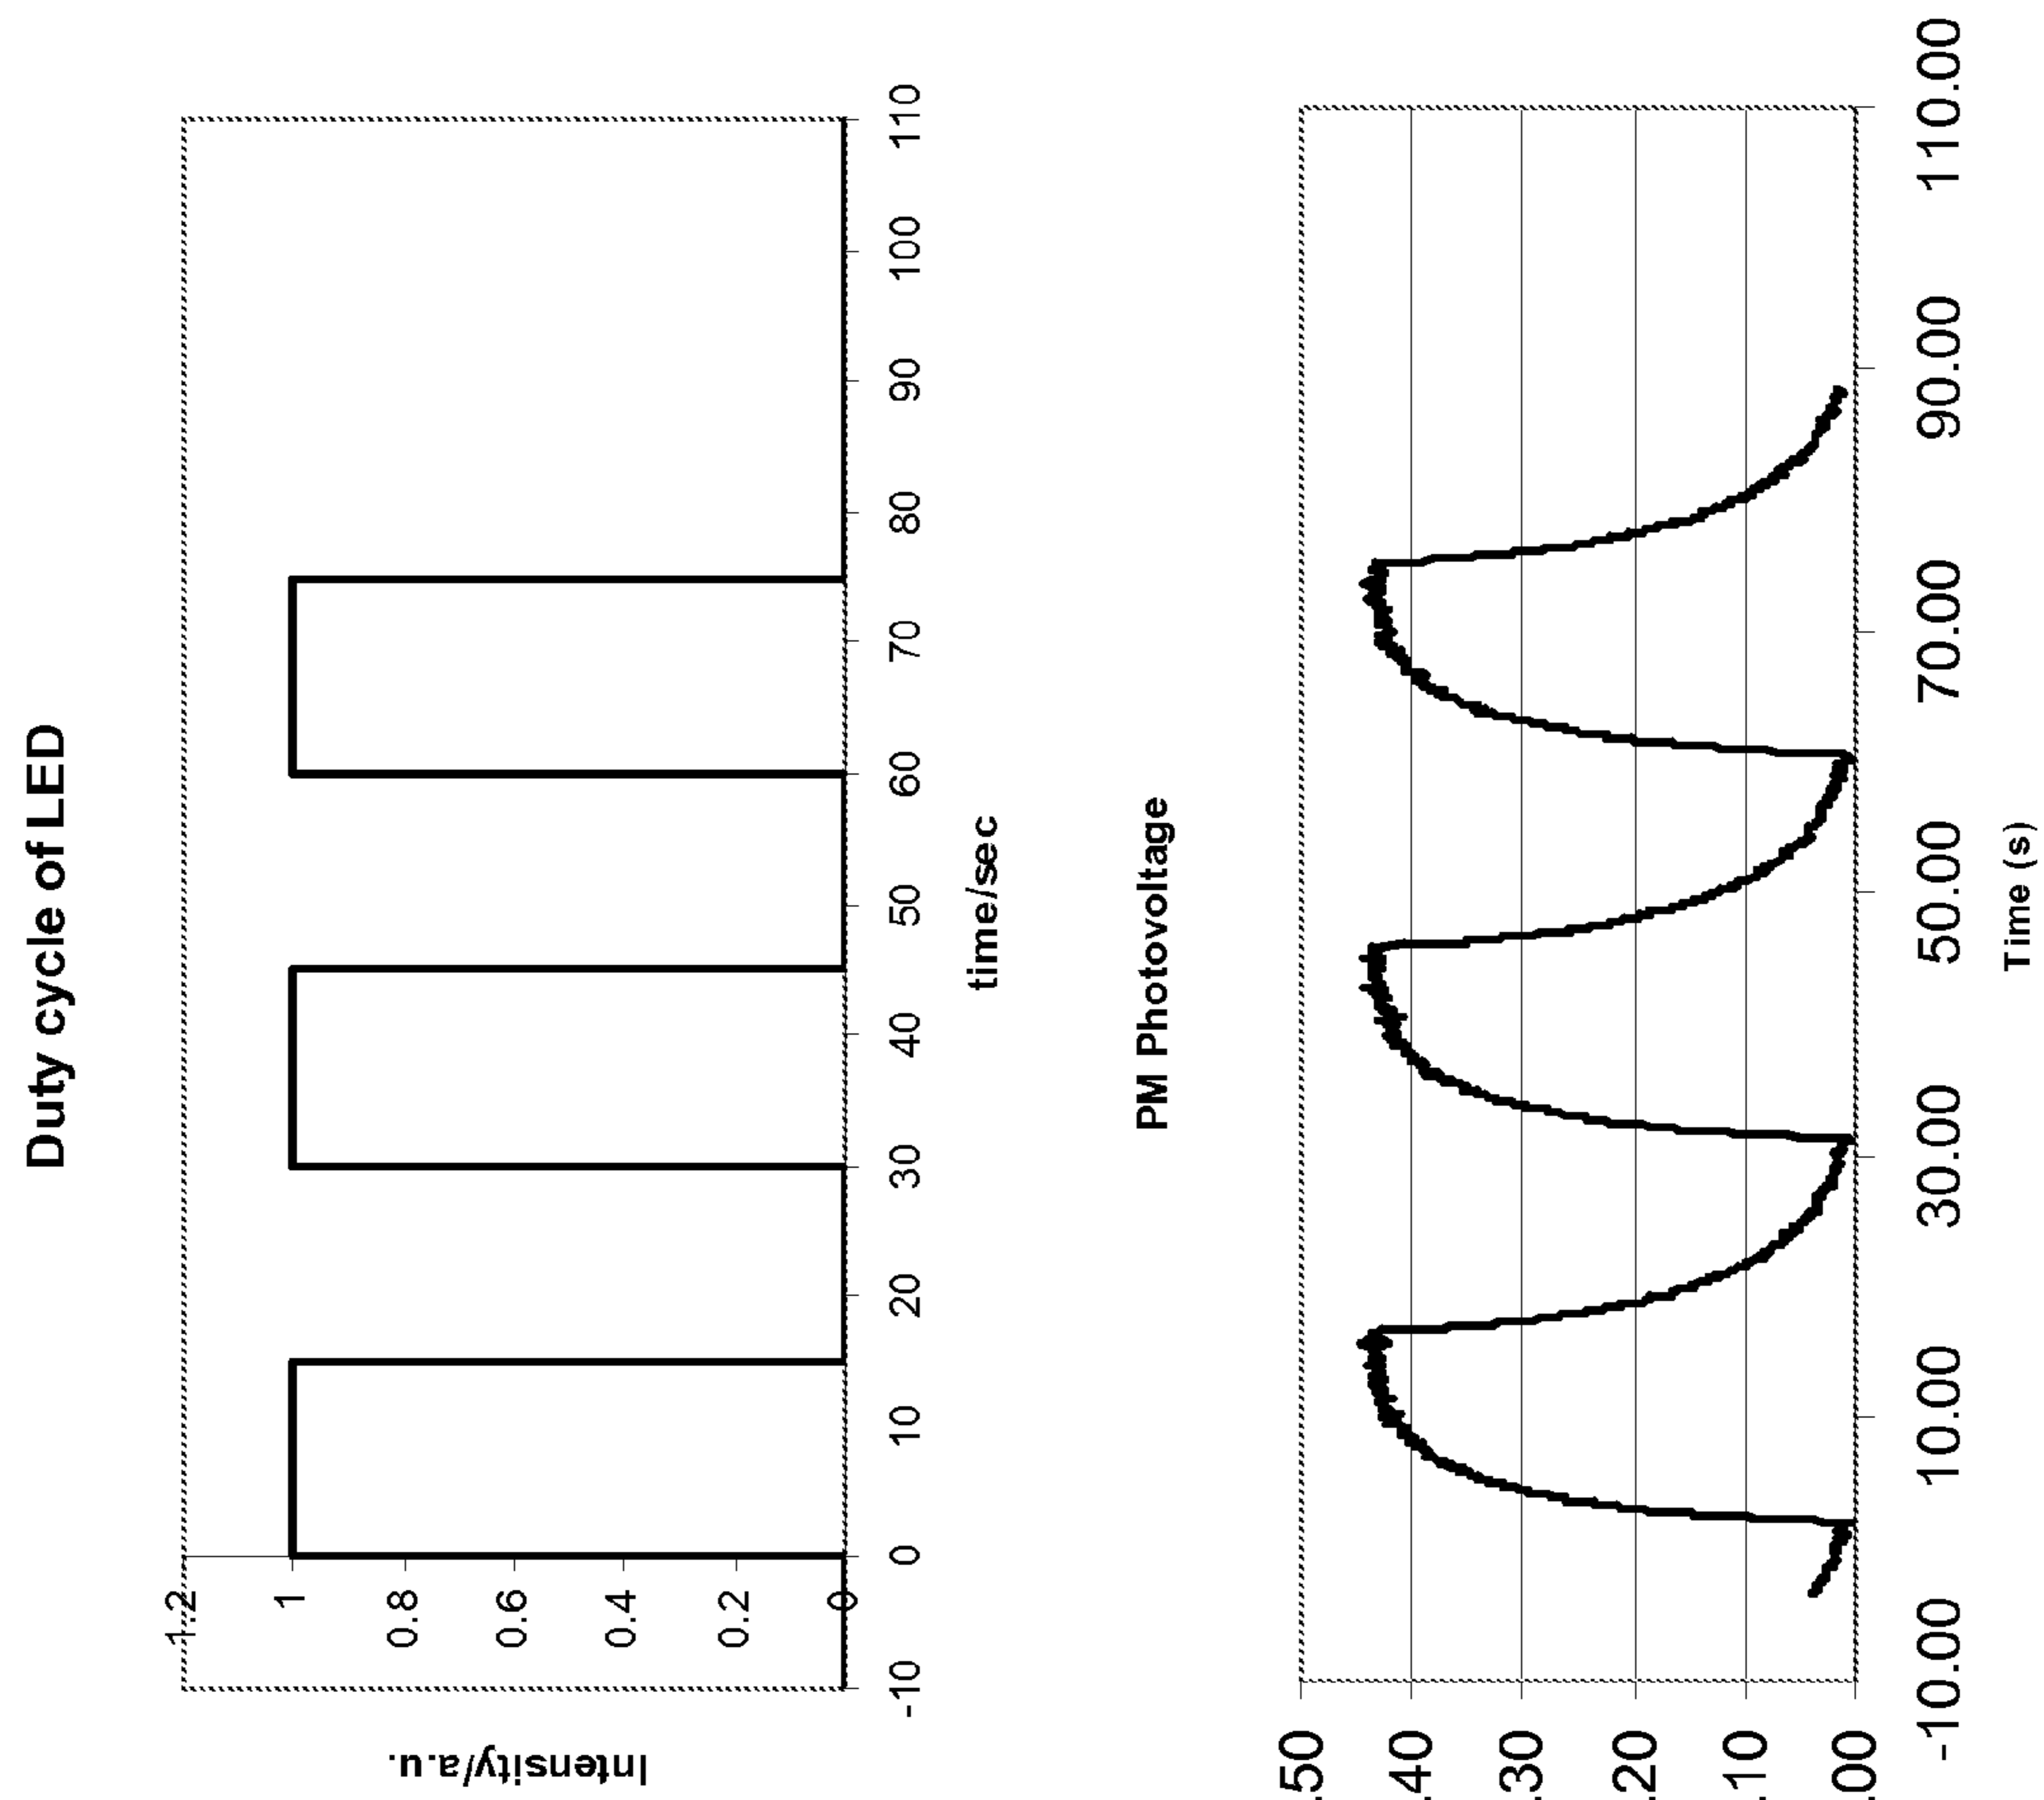 Duty cycle of LED
1.2
1
0.8
0.6
0.4
0.2
0
Intensity/a.u.
-10 0 10 20 30 40 50 60 70 80 90 100 110
time/sec
PM Photovoltage
.50
.40
.30
.20
.10
.00
-10.00 10.00 30.00 50.00 70.00 90.00 110.00
Time (s)